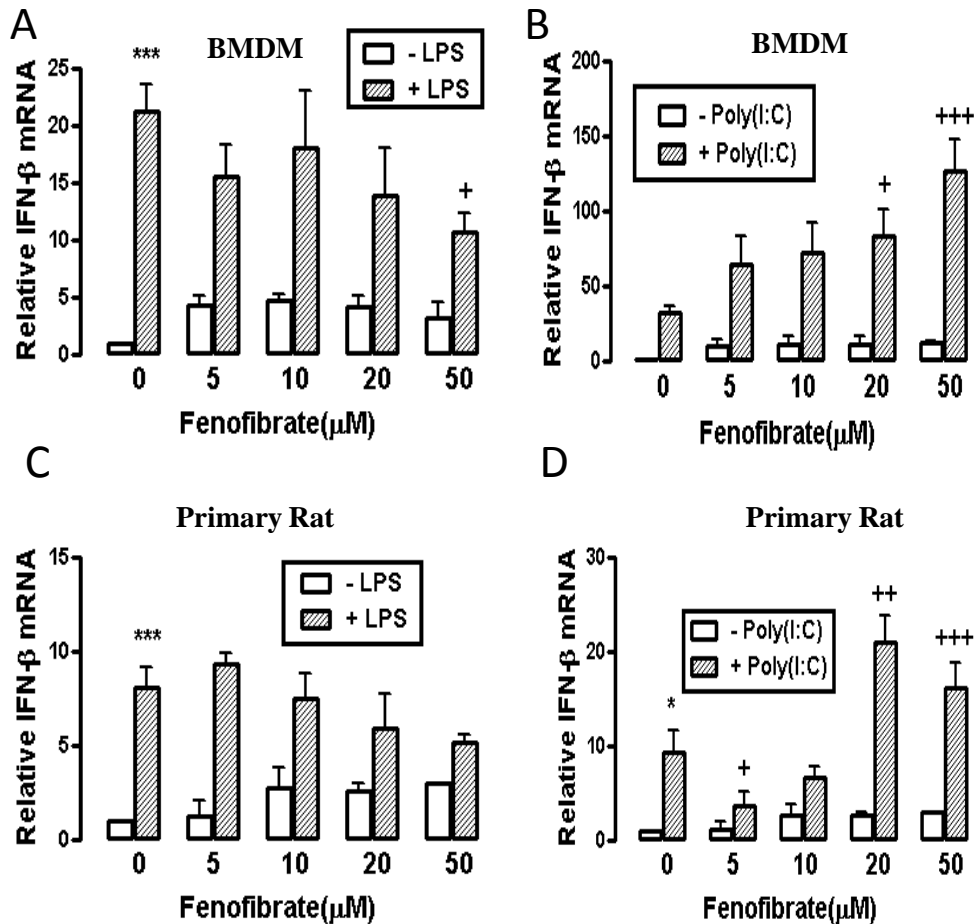 A
BMDM
- LPS
+ LPS
***
+
Relative IFN-β mRNA
25
20
15
10
5
0
0 5 10 20 50
Fenofibrate(μM)
B
BMDM
- Poly(I:C)
+ Poly(I:C)
+
+++
Relative IFN-β mRNA
200
150
100
50
0
0 5 10 20 50
Fenofibrate(μM)
C
Primary Rat
- LPS
+ LPS
***
Relative IFN-β mRNA
15
10
5
0
0 5 10 20 50
Fenofibrate(μM)
D
Primary Rat
- Poly(I:C)
+ Poly(I:C)
*
+
++
+++
Relative IFN-β mRNA
30
20
10
0
0 5 10 20 50
Fenofibrate(μM)